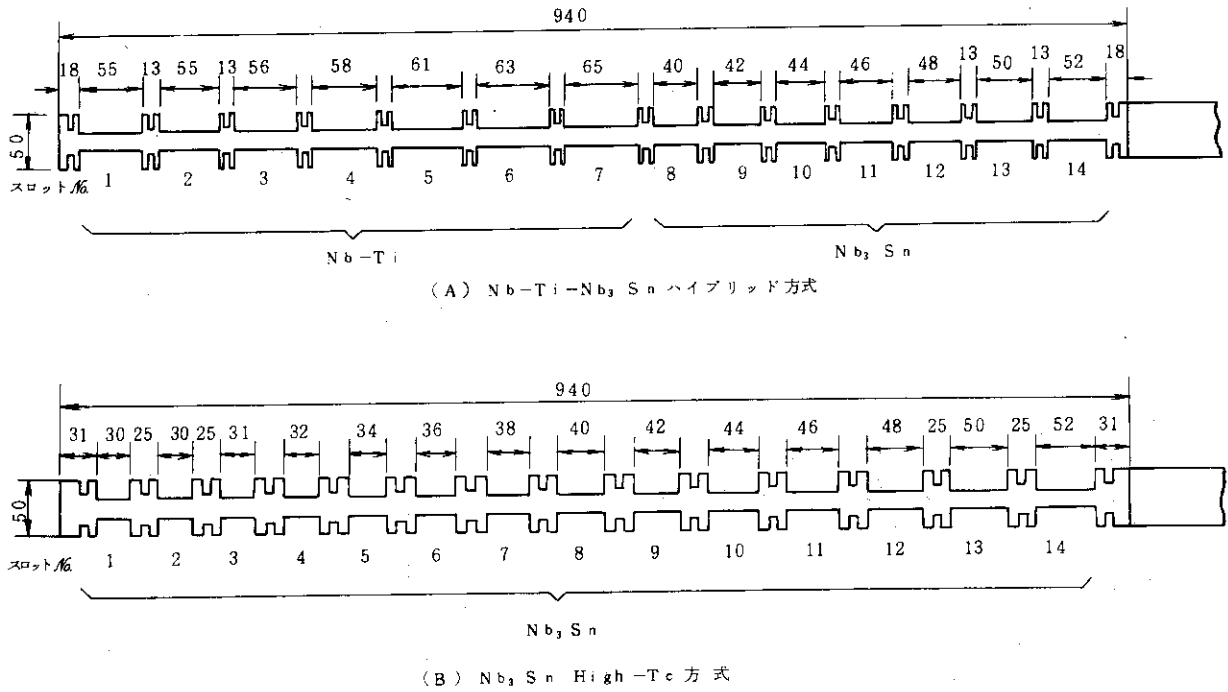 940
18 55 13 55 13 56 58 61 63 65 40 42 44 46 48 13 50 13 52 18
50
スロット No. 1 2 3 4 5 6 7 8 9 10 11 12 13 14
Nb-Ti Nb₃ Sn
(A) Nb-Ti-Nb₃ Sn ハイブリッド方式
940
31 30 25 30 25 31 32 34 36 38 40 42 44 46 48 25 50 25 52 31
50
スロット No. 1 2 3 4 5 6 7 8 9 10 11 12 13 14
Nb₃ Sn
(B) Nb₃ Sn High-Tc 方式